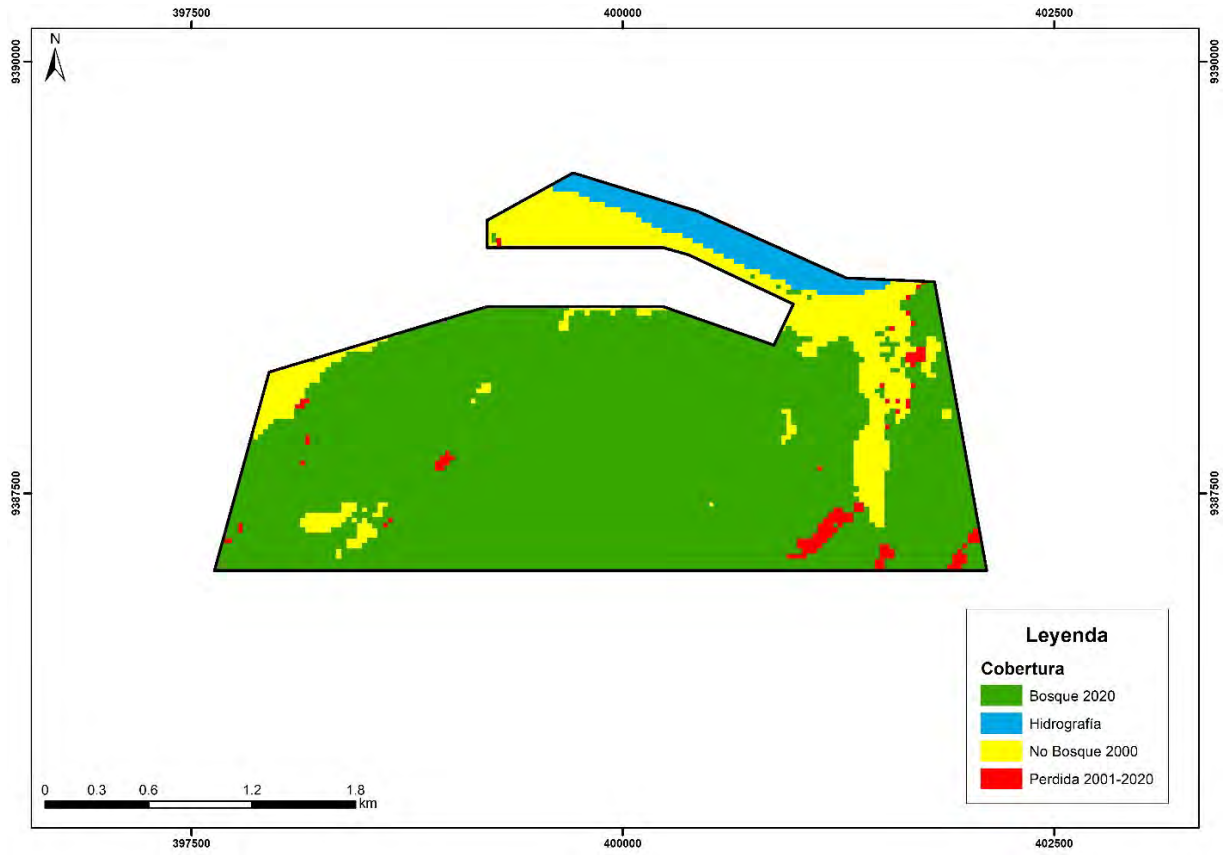 397500 400000 402500
9390000 9390000
N
9387500 9387500
Leyenda
Cobertura
Bosque 2020
Hidrografía
No Bosque 2000
Perdida 2001-2020
0 0.3 0.6 1.2 1.8
km
397500 400000 402500